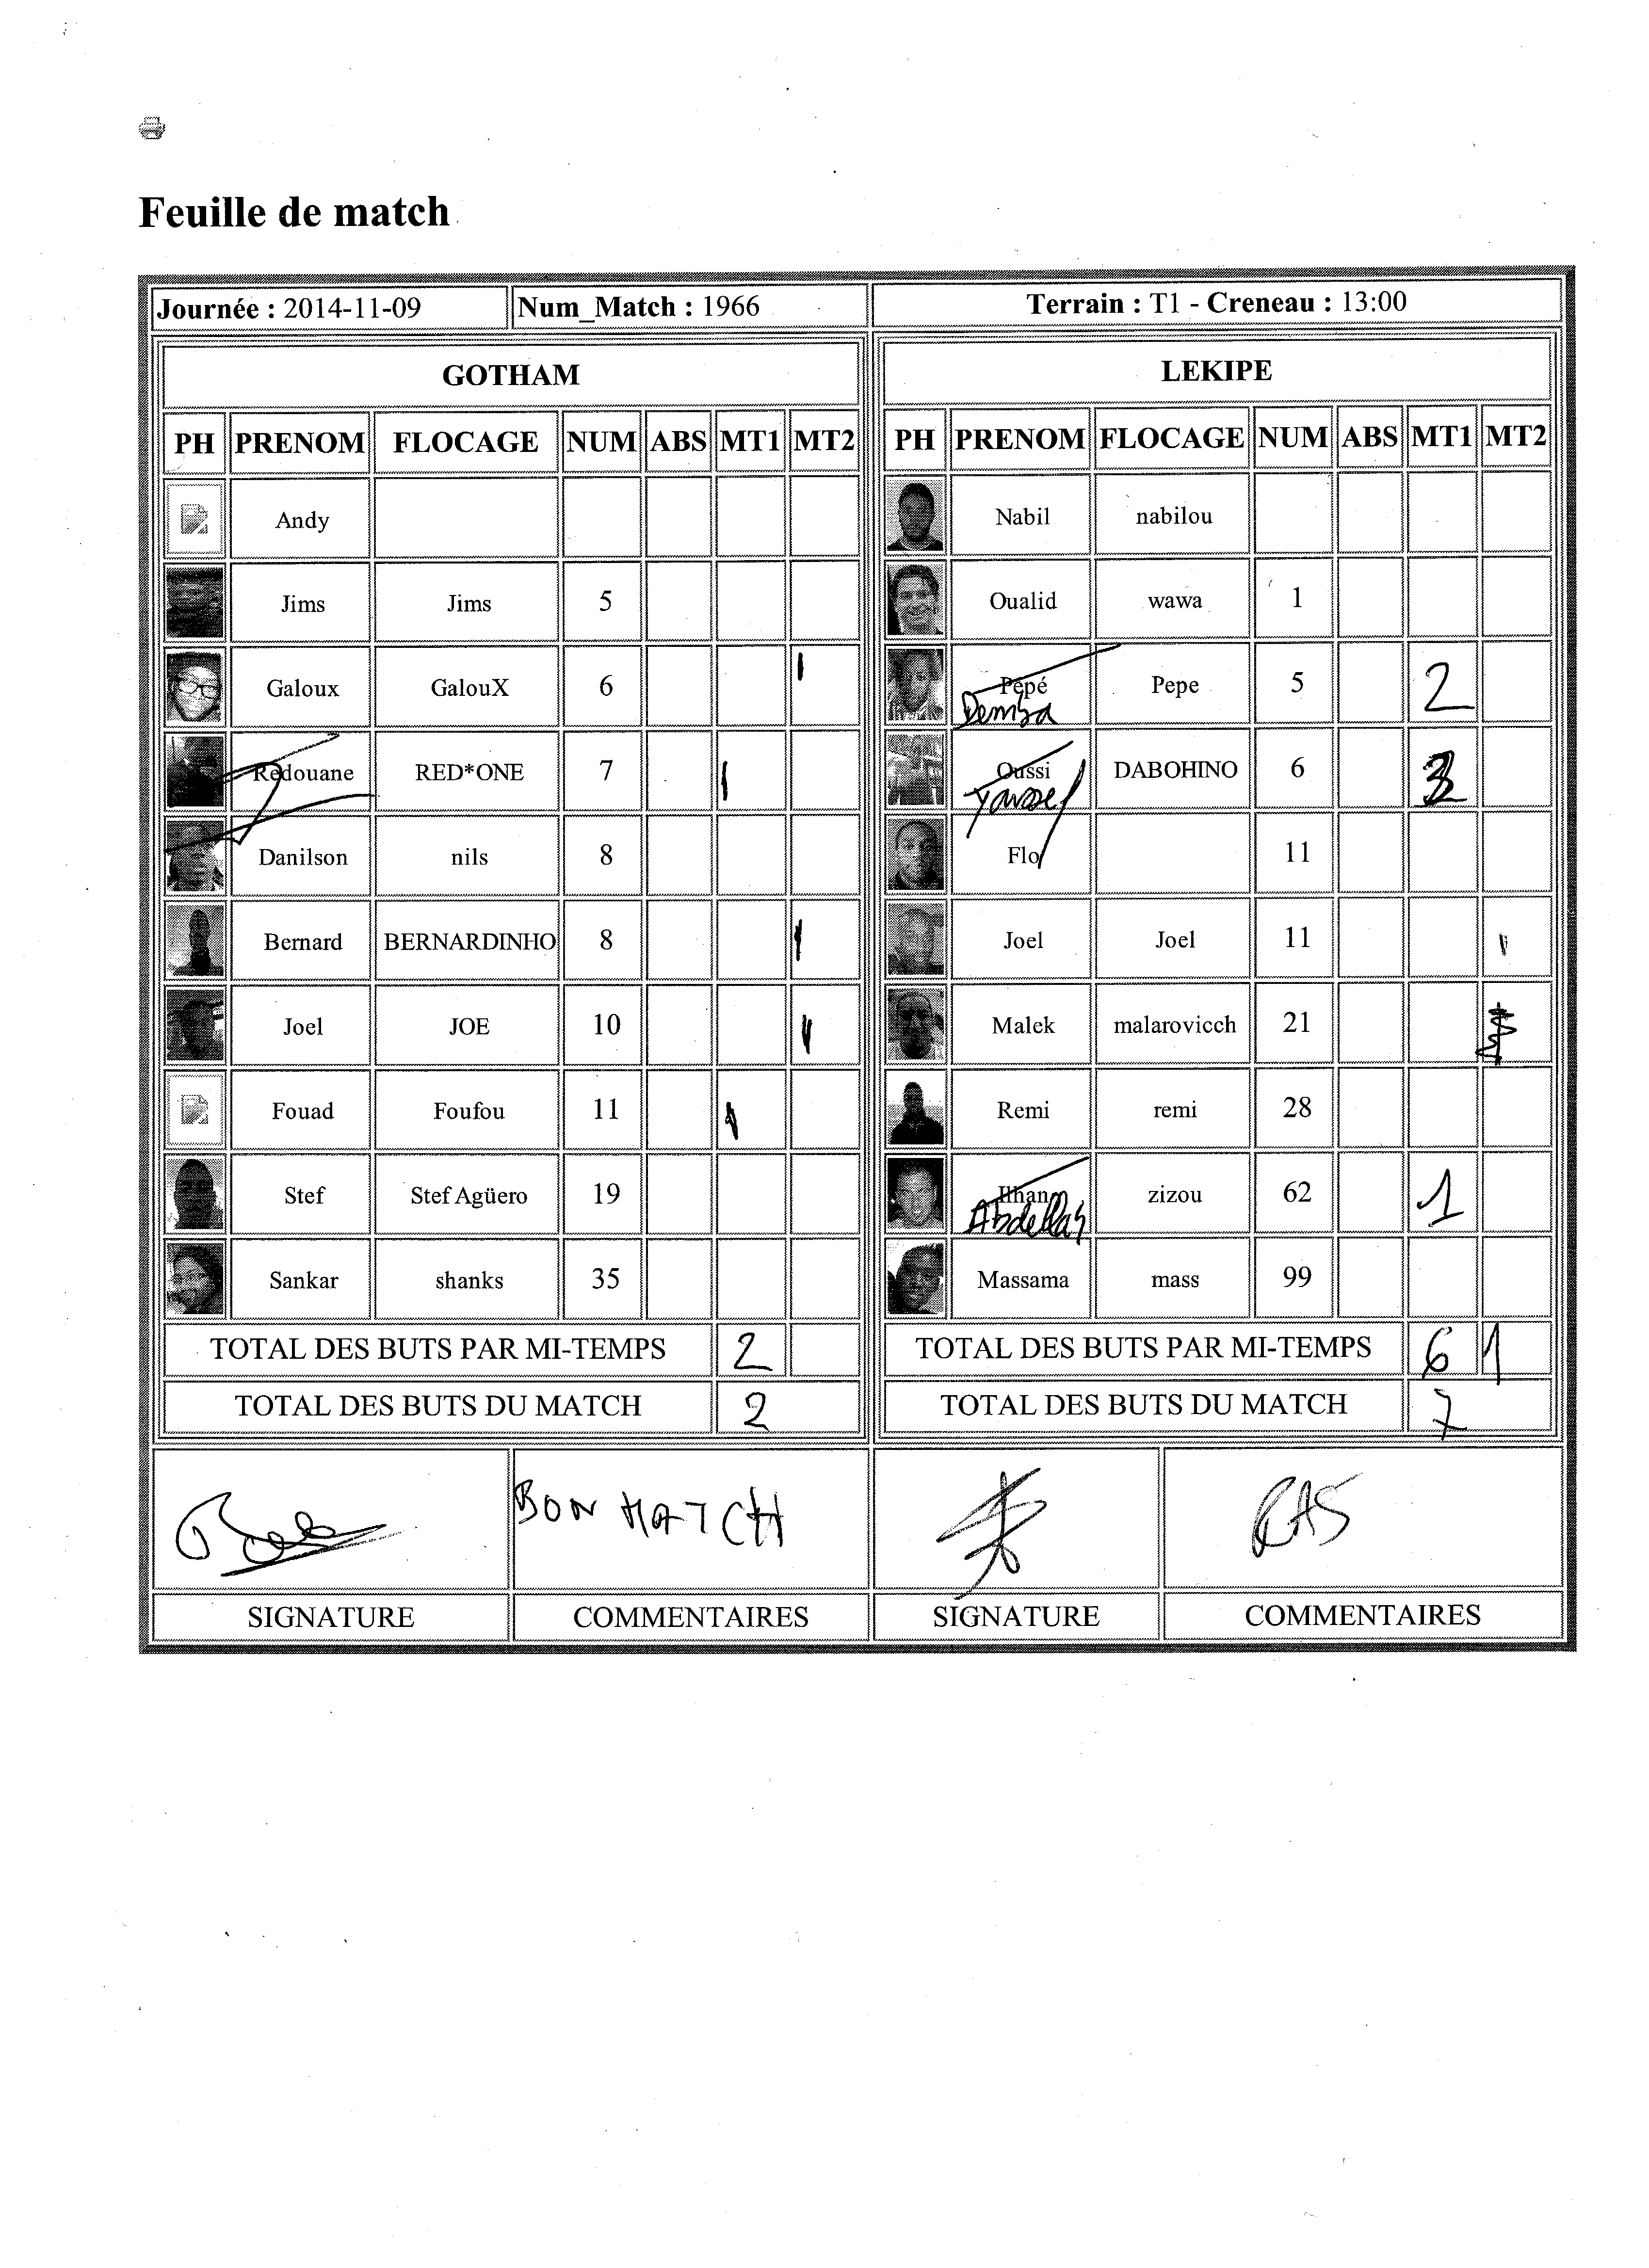 Feuille de match
Journée : 2014-11-09 Num_Match : 1966 Terrain : T1 - Creneau : 13:00
GOTHAM
PH PRENOM FLOCAGE NUM ABS MT1 MT2
Andy
Jims Jims 5
Galoux GalouX 6 1
Redouane RED*ONE 7 1
Danilson nils 8
Bernard BERNARDINHO 8 1
Joel JOE 10 1
Fouad Foufou 11 1
Stef Stef Agüero 19
Sankar shanks 35
TOTAL DES BUTS PAR MI-TEMPS 2
TOTAL DES BUTS DU MATCH 2
BON MATCH
SIGNATURE COMMENTAIRES
LEKIPE
PH PRENOM FLOCAGE NUM ABS MT1 MT2
Nabil nabilou
Oualid wawa 1
Pépé Pepe 5 2
Demba
Oussi DABOHINO 6 3
Youssef
Flo 11
Joel Joel 11 1
Malek malarovicch 21
Remi remi 28
Ilhan zizou 62 1
Abdellah
Massama mass 99
TOTAL DES BUTS PAR MI-TEMPS 6 1
TOTAL DES BUTS DU MATCH 7
RAS
SIGNATURE COMMENTAIRES